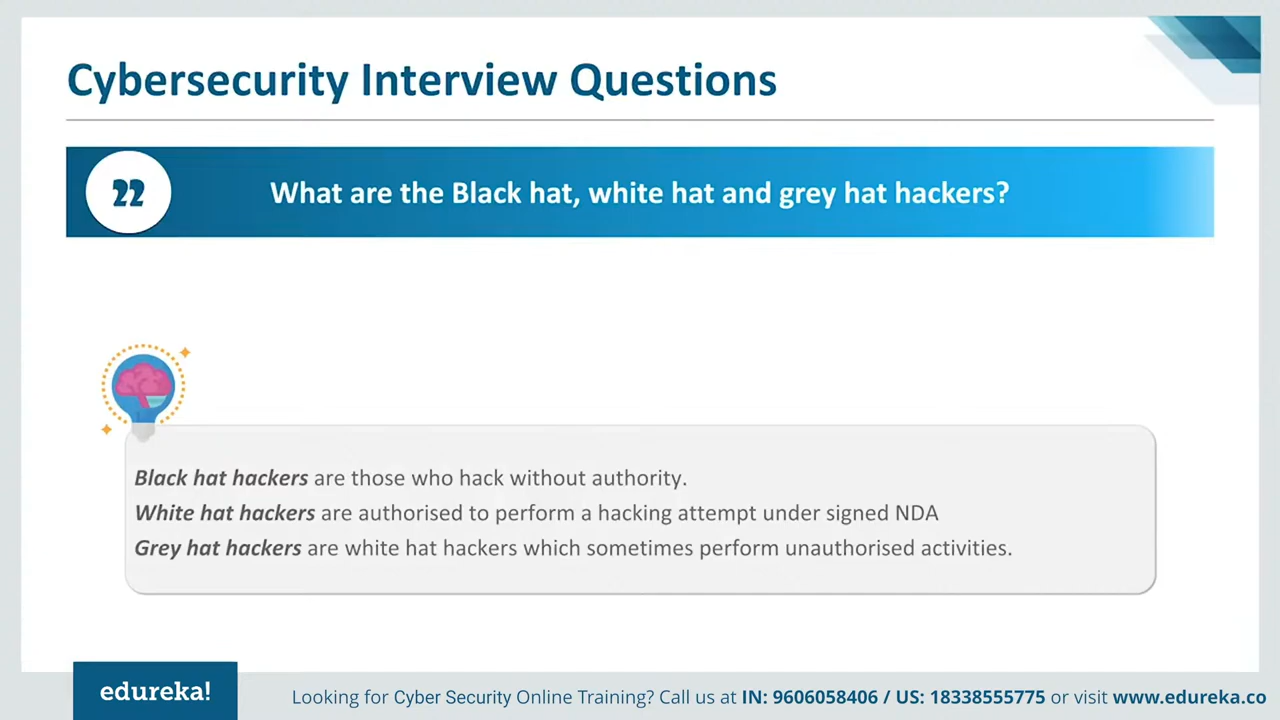 Cybersecurity Interview Questions
22
What are the Black hat, white hat and grey hat hackers?
Black hat hackers are those who hack without authority.
White hat hackers are authorised to perform a hacking attempt under signed NDA
Grey hat hackers are white hat hackers which sometimes perform unauthorised activities.
edureka!
Looking for Cyber Security Online Training? Call us at IN: 9606058406 / US: 18338555775 or visit www.edureka.co